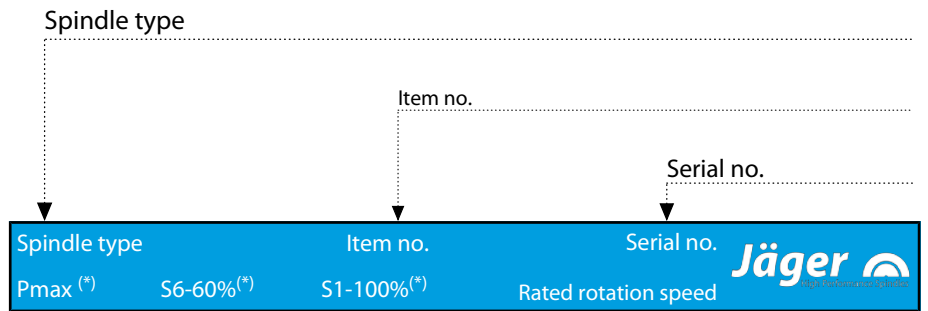 Spindle type
Item no.
Serial no.
Spindle type Item no. Serial no.
Jäger
Pmax (*) S6-60%(*) S1-100%(*) Rated rotation speed